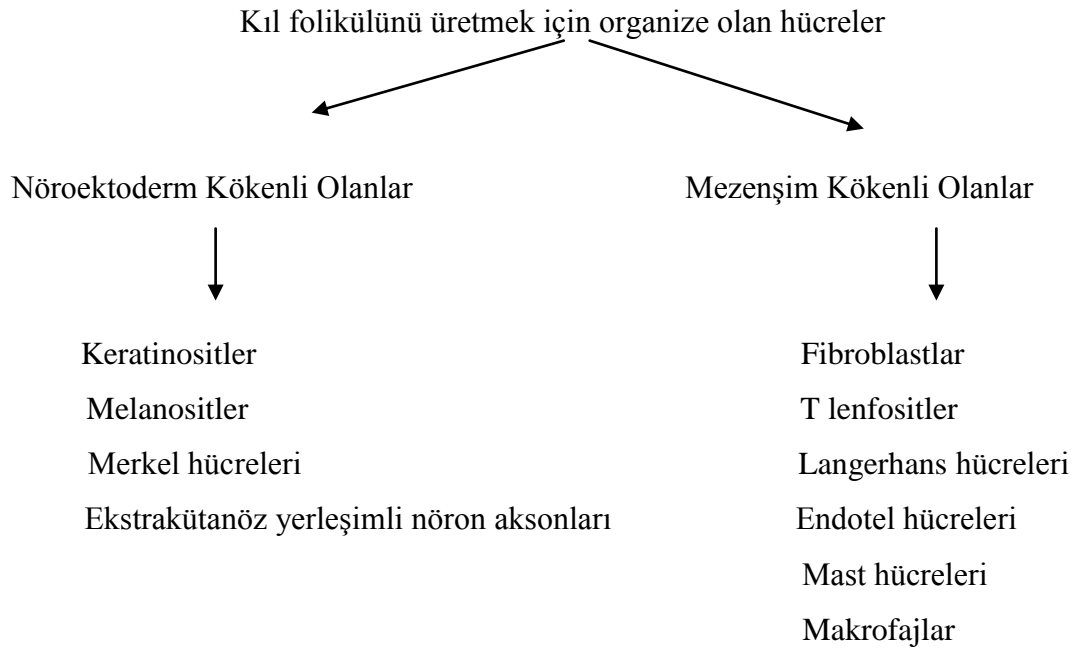 Kıl folikülünü üretmek için organize olan hücreler
Nöroektoderm Kökenli Olanlar
Keratinositler
Melanositler
Merkel hücreleri
Ekstrakütanöz yerleşimli nöron aksonları
Mezenşim Kökenli Olanlar
Fibroblastlar
T lenfositler
Langerhans hücreleri
Endotel hücreleri
Mast hücreleri
Makrofajlar